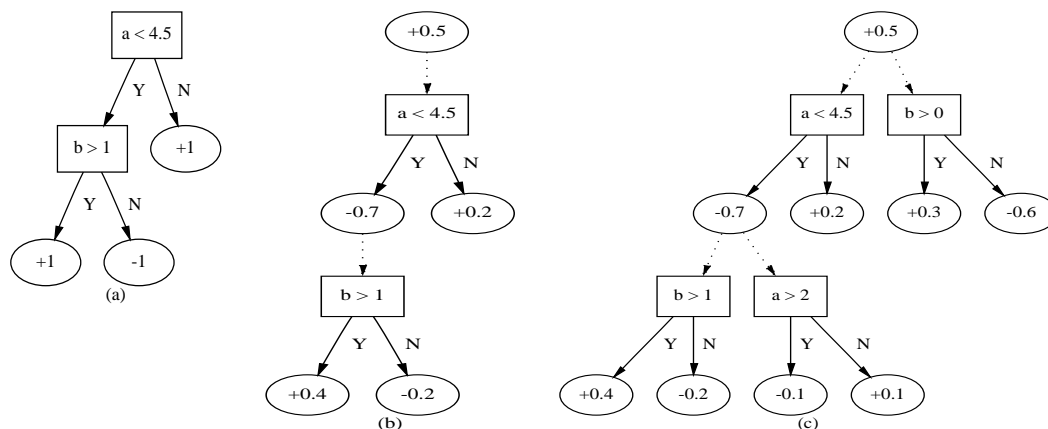 a < 4.5
Y N
b > 1 +1
Y N
+1 -1
(a)
+0.5
a < 4.5
Y N
-0.7 +0.2
b > 1
Y N
+0.4 -0.2
(b)
+0.5
a < 4.5 b > 0
Y N Y N
-0.7 +0.2 +0.3 -0.6
b > 1 a > 2
Y N Y N
+0.4 -0.2 -0.1 +0.1
(c)